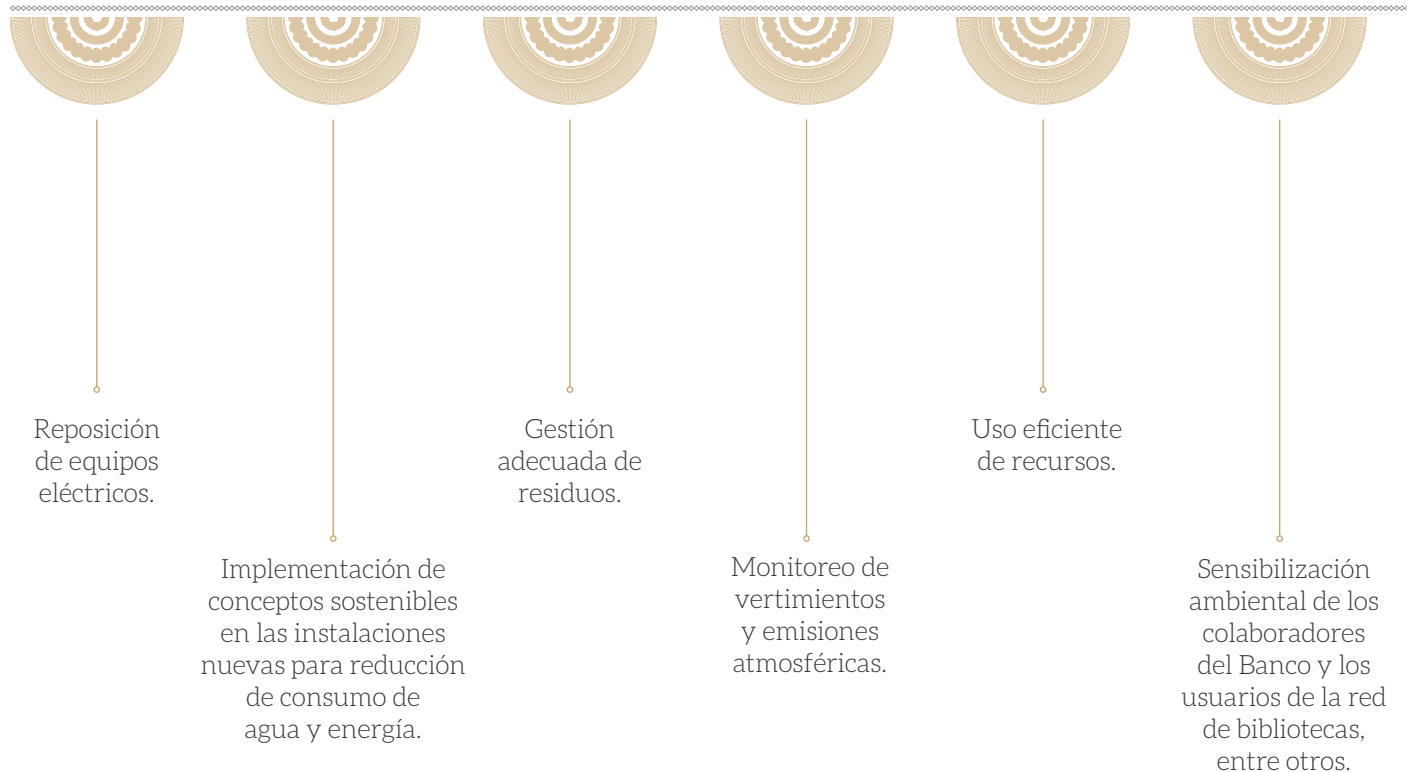 Reposición
de equipos
eléctricos.
Implementación de
conceptos sostenibles
en las instalaciones
nuevas para reducción
de consumo de
agua y energía.
Gestión
adecuada de
residuos.
Monitoreo de
vertimientos
y emisiones
atmosféricas.
Uso eficiente
de recursos.
Sensibilización
ambiental de los
colaboradores
del Banco y los
usuarios de la red
de bibliotecas,
entre otros.